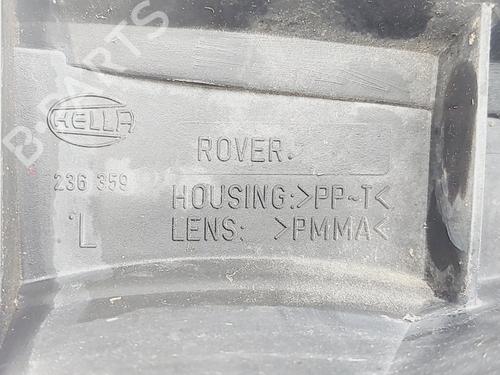 HELLA
ROVER.
236 359
HOUSING:>PP-T<
L
LENS: >PMMA<
B-PARTS